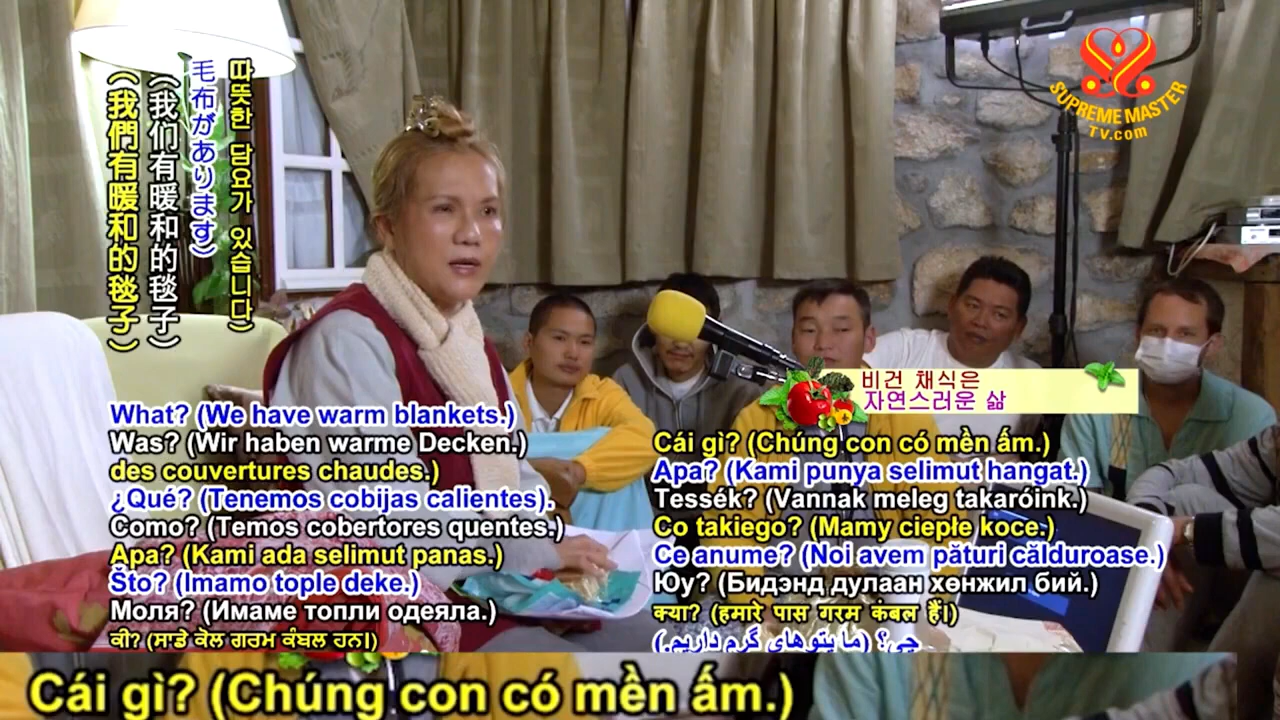 SUPREME MASTER
TV.com
따뜻한 담요가 있습니다)
毛布があります)
(我们有暖和的毯子)
(我們有暖和的毯子)
비건 채식은
자연스러운 삶
What? (We have warm blankets.)
Was? (Wir haben warme Decken.)
des couvertures chaudes.)
¿Qué? (Tenemos cobijas calientes).
Como? (Temos cobertores quentes.)
Apa? (Kami ada selimut panas.)
Što? (Imamo tople deke.)
Моля? (Имаме топли одеяла.)
ਕੀ? (ਸਾਡੇ ਕੋਲ ਗਰਮ ਕੰਬਲ ਹਨ।)
Cái gì? (Chúng con có mền ấm.)
Apa? (Kami punya selimut hangat.)
Tessék? (Vannak meleg takaróink.)
Co takiego? (Mamy ciepłe koce.)
Ce anume? (Noi avem pături călduroase.)
Юу? (Бидэнд дулаан хөнжил бий.)
क्या? (हमारे पास गरम कंबल हैं।)
چی؟ (ما پتو های گرم داریم.)
Cái gì? (Chúng con có mền ấm.)